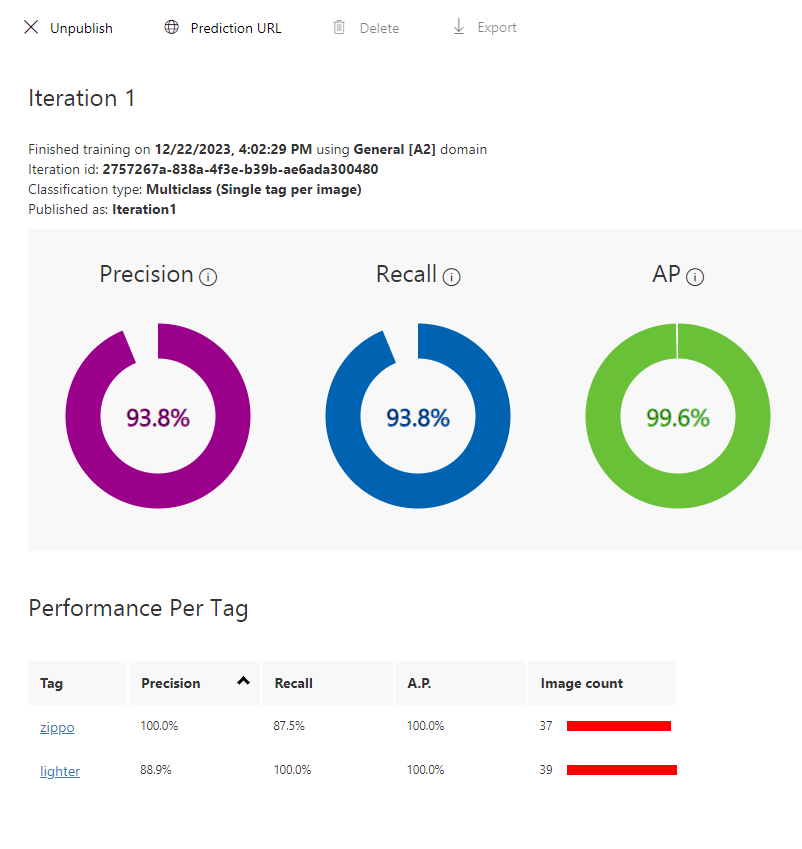 Unpublish Prediction URL Delete Export
Iteration 1
Finished training on 12/22/2023, 4:02:29 PM using General [A2] domain
Iteration id: 2757267a-838a-4f3e-b39b-ae6ada300480
Classification type: Multiclass (Single tag per image)
Published as: Iteration1
Precision Recall AP
93.8% 93.8% 99.6%
Performance Per Tag
Tag Precision Recall A.P. Image count
zippo 100.0% 87.5% 100.0% 37
lighter 88.9% 100.0% 100.0% 39